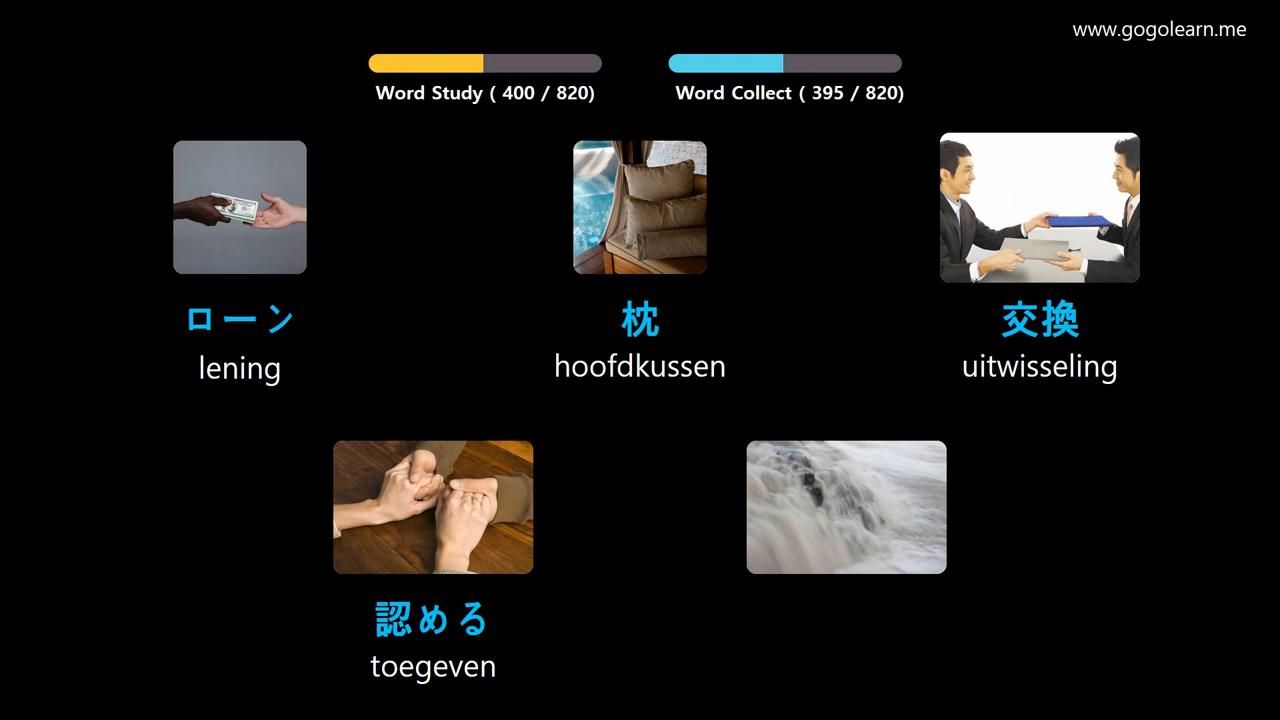 www.gogolearn.me
Word Study ( 400 / 820)
Word Collect ( 395 / 820)
ローン
lening
枕
hoofdkussen
交換
uitwisseling
認める
toegeven